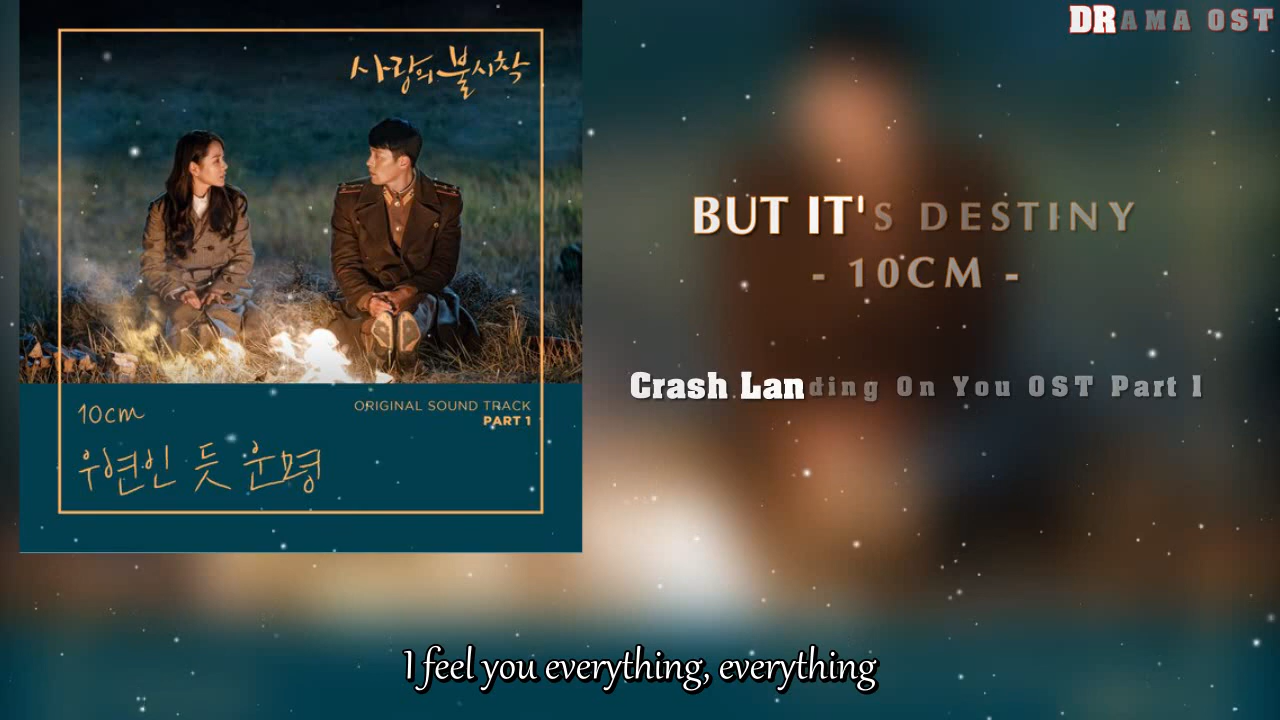 DRAMA OST
사랑의 불시착
BUT IT'S DESTINY
- 10CM -
Crash Landing On You OST Part 1
10cm
ORIGINAL SOUND TRACK
PART 1
우연인 듯 운명
I feel you everything, everything